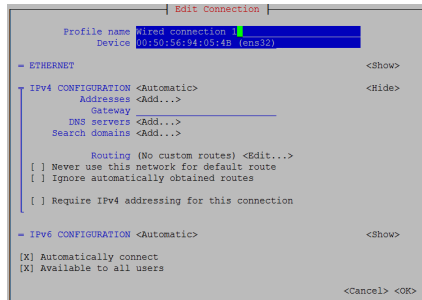 Edit Connection
Profile name Wired connection 1
Device 00:50:56:94:05:4B (ens32)
= ETHERNET <Show>
IPv4 CONFIGURATION <Automatic> <Hide>
Addresses <Add...>
Gateway
DNS servers <Add...>
Search domains <Add...>
Routing (No custom routes) <Edit...>
[ ] Never use this network for default route
[ ] Ignore automatically obtained routes
[ ] Require IPv4 addressing for this connection
= IPv6 CONFIGURATION <Automatic> <Show>
[X] Automatically connect
[X] Available to all users
<Cancel> <OK>